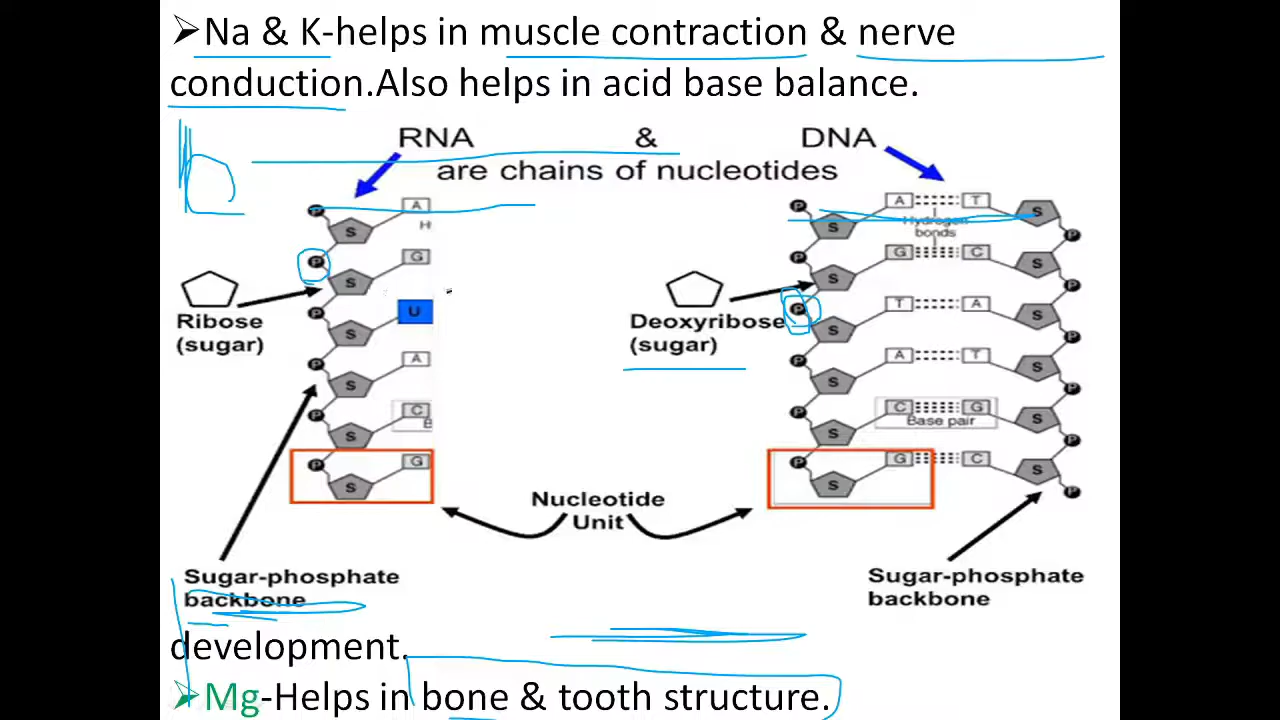 ➢Na & K-helps in muscle contraction & nerve
conduction.Also helps in acid base balance.
RNA & DNA
are chains of nucleotides
P S A H
P S G
P S U
P S A
P S C B
P S G
Ribose
(sugar)
P S A T S P
Hydrogen
bonds
P S G C S P
P S T A S P
P S A T S P
P S C G S P
Base pair
P S G C S P
Deoxyribose
(sugar)
Nucleotide
Unit
Sugar-phosphate
backbone
Sugar-phosphate
backbone
development.
➢Mg-Helps in bone & tooth structure.